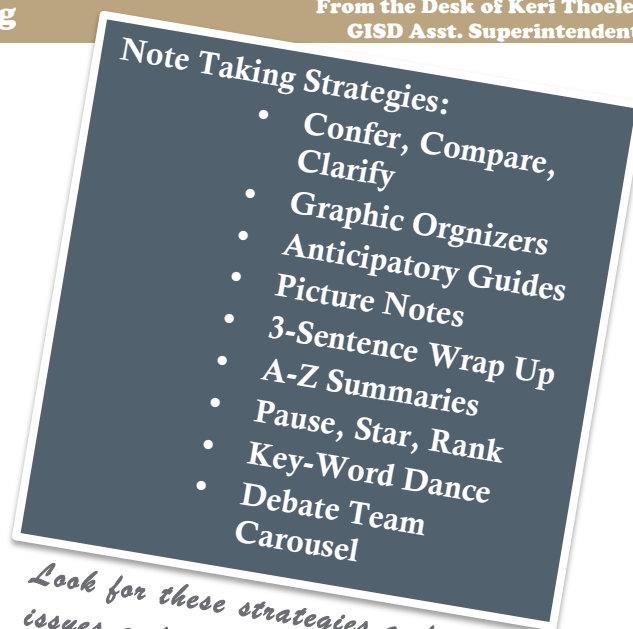 g
From the Desk of Keri Thoele
GISD Asst. Superintendent
Note Taking Strategies:
• Confer, Compare,
Clarify
• Graphic Orgnizers
• Anticipatory Guides
• Picture Notes
• 3-Sentence Wrap Up
• A-Z Summaries
• Pause, Star, Rank
• Key-Word Dance
• Debate Team
Carousel
Look for these strategies
issues